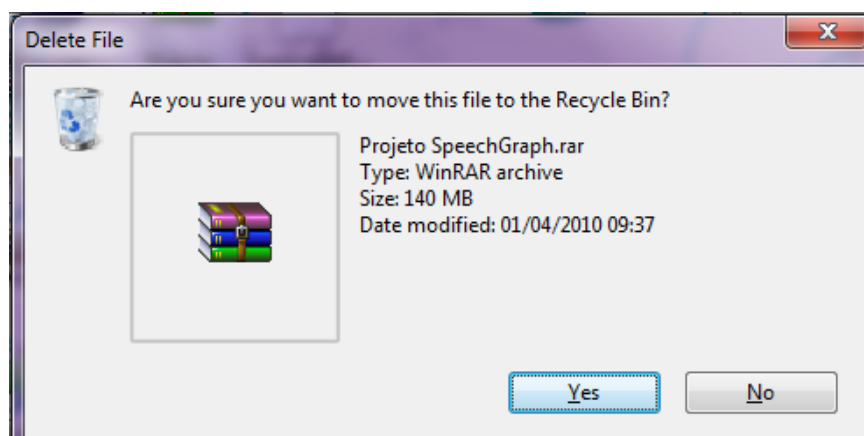 Delete File
Are you sure you want to move this file to the Recycle Bin?
Projeto SpeechGraph.rar
Type: WinRAR archive
Size: 140 MB
Date modified: 01/04/2010 09:37
Yes
No